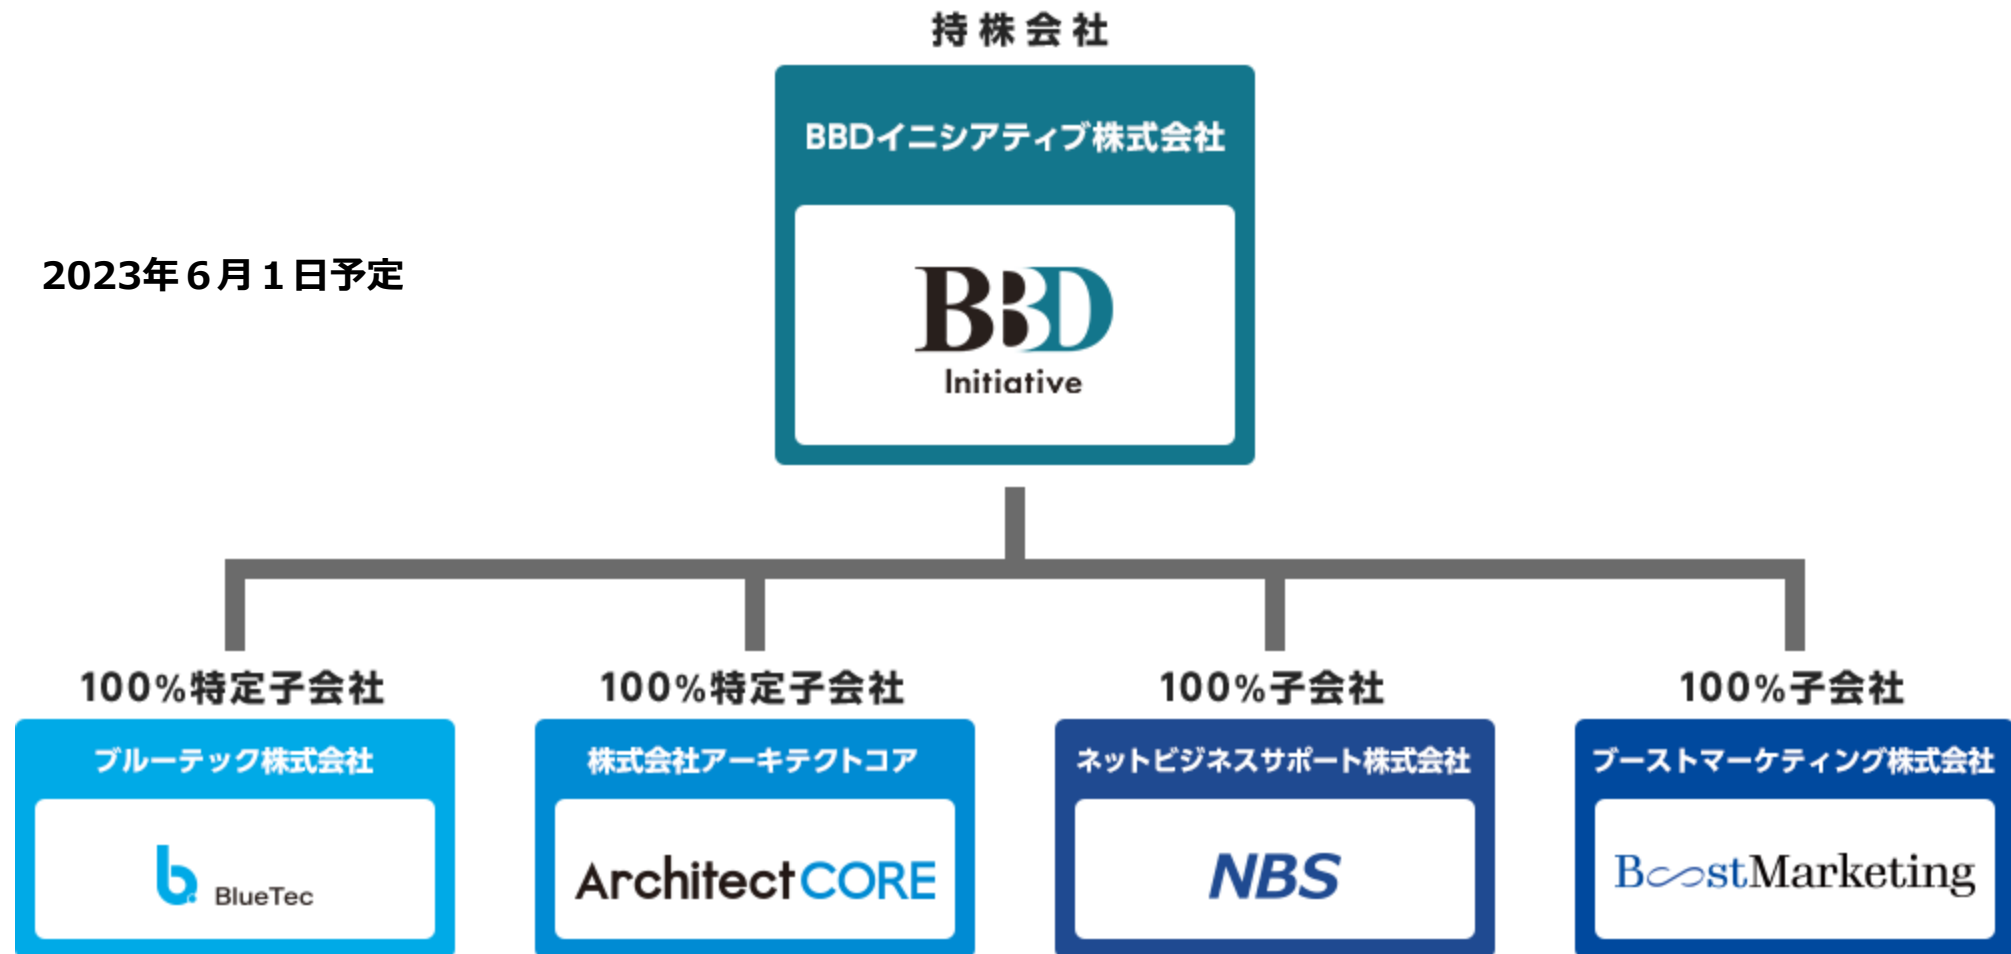 持株会社
BBDイニシアティブ株式会社
BBD
Initiative
2023年６月１日予定
100%特定子会社
ブルーテック株式会社
b BlueTec
100%特定子会社
株式会社アーキテクトコア
ArchitectCORE
100%子会社
ネットビジネスサポート株式会社
NBS
100%子会社
ブーストマーケティング株式会社
BoostMarketing